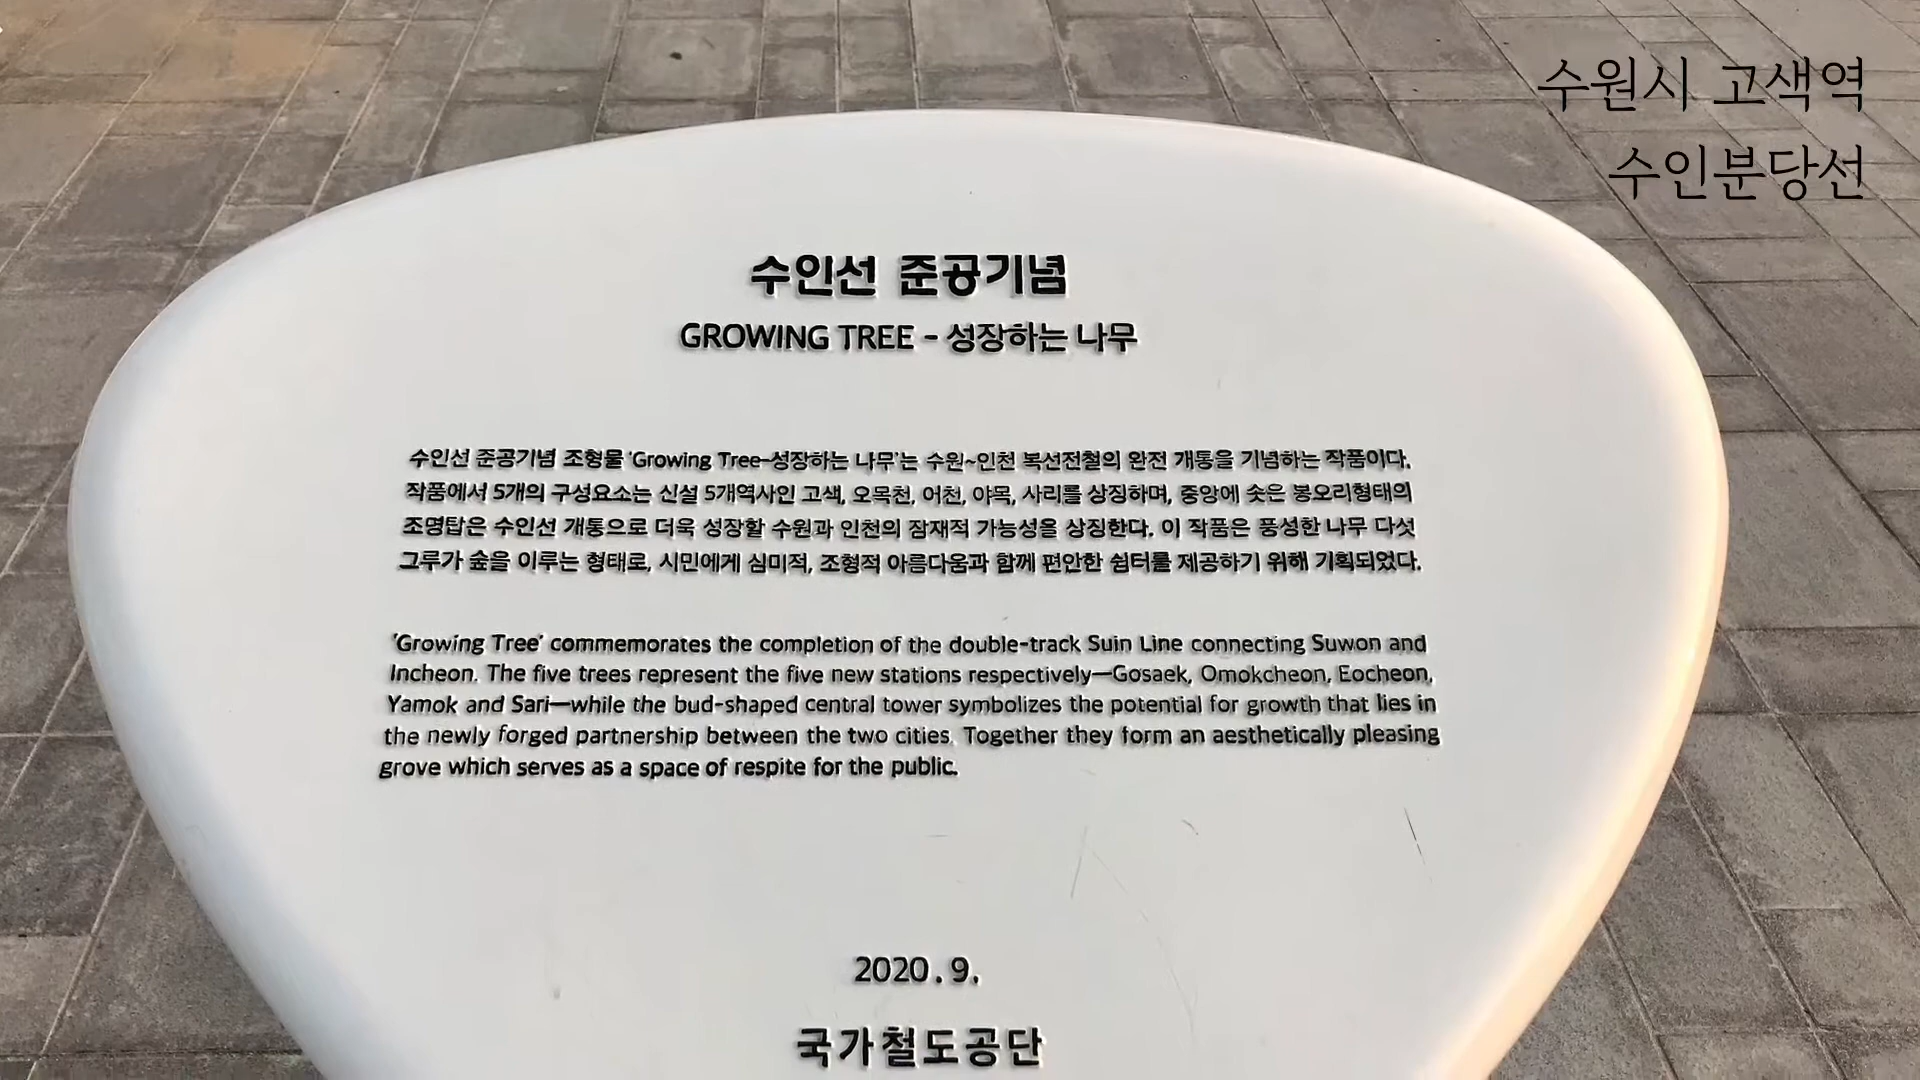 수원시 고색역
수인분당선
수인선 준공기념
GROWING TREE - 성장하는 나무
수인선 준공기념 조형물 'Growing Tree-성장하는 나무'는 수원~인천 복선전철의 완전 개통을 기념하는 작품이다.
작품에서 5개의 구성요소는 신설 5개역사인 고색, 오목천, 어천, 야목, 사리를 상징하며, 중앙에 솟은 봉오리형태의
조명탑은 수인선 개통으로 더욱 성장할 수원과 인천의 잠재적 가능성을 상징한다. 이 작품은 풍성한 나무 다섯
그루가 숲을 이루는 형태로, 시민에게 심미적, 조형적 아름다움과 함께 편안한 쉼터를 제공하기 위해 기획되었다.
'Growing Tree' commemorates the completion of the double-track Suin Line connecting Suwon and
Incheon. The five trees represent the five new stations respectively—Gosaek, Omokcheon, Eocheon,
Yamok and Sari—while the bud-shaped central tower symbolizes the potential for growth that lies in
the newly forged partnership between the two cities. Together they form an aesthetically pleasing
grove which serves as a space of respite for the public.
2020. 9.
국가철도공단